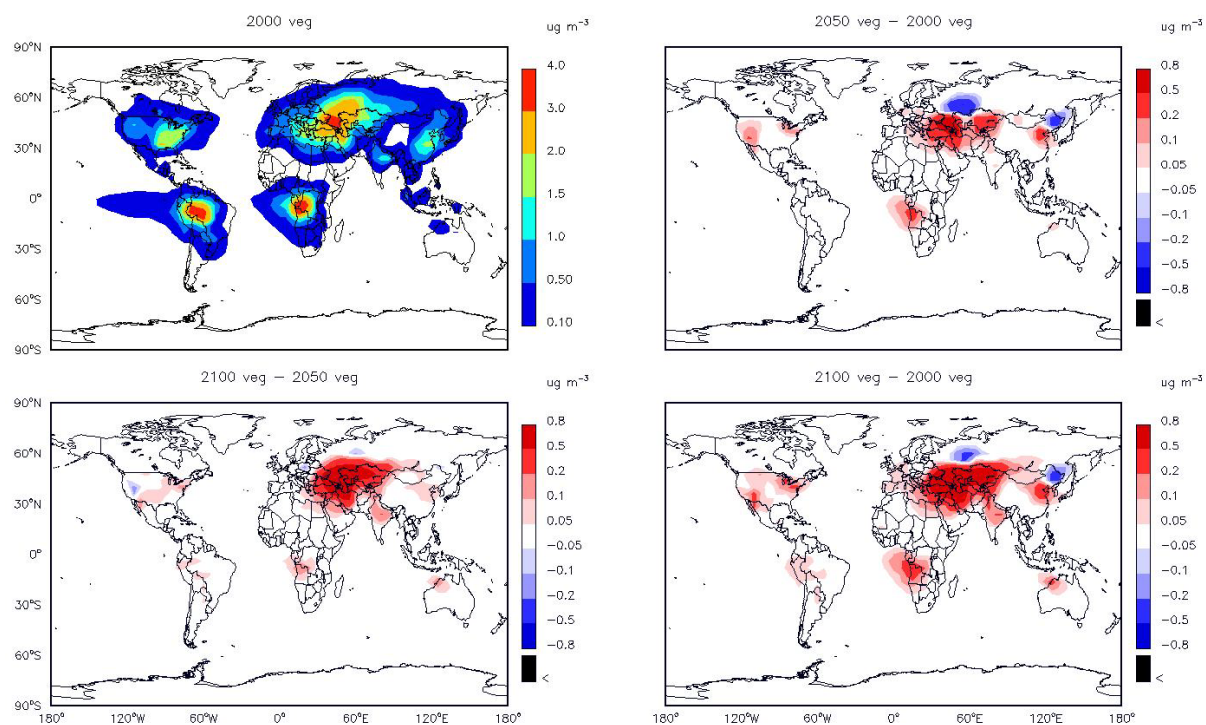 2000 veg
ug m⁻³
90°N
60°N
30°N
0°
30°S
60°S
90°S
4.0
3.0
2.0
1.5
1.0
0.50
0.10
2050 veg − 2000
ug m⁻³
0.8
0.5
0.2
0.1
0.05
−0.05
−0.1
−0.2
−0.5
−0.8
<
2100 veg − 2050 veg
ug m⁻³
90°N
60°N
30°N
0°
30°S
60°S
90°S
180°
120°W
60°W
0°
60°E
120°E
180°
0.8
0.5
0.2
0.1
0.05
−0.05
−0.1
−0.2
−0.5
−0.8
<
2100 veg − 2000
ug m⁻³
180°
120°W
60°W
0°
60°E
120°E
180°
0.8
0.5
0.2
0.1
0.05
−0.05
−0.1
−0.2
−0.5
−0.8
<